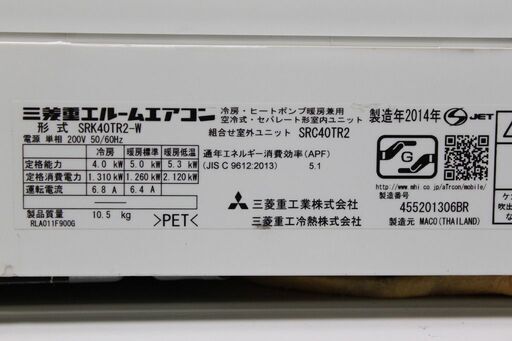 三菱重工ルームエアコン
冷房・ヒートポンプ暖房兼用
空冷式・セパレート形室内ユニット
製造年2014年
S JET
形式 SRK40TR2-W
組合せ室外ユニット SRC40TR2
電源 単相 200V 50/60Hz
冷房 暖房標準 暖房低温
定格能力 4.0 kW 5.0 kW 5.3 kW
定格消費電力 1.310 kW 1.260 kW 2.120 kW
運転電流 6.8 A 6.4 A
通年エネルギー消費効率(APF)
(JIS C 9612:2013) 5.1
G
www.mhi.co.jp/aircon/mobile/
製品質量 10.5 kg
RLA011F900G
>PET<
三菱重工業株式会社
三菱重工冷熱株式会社
製造番号
455201306BR
製造元 MACO(THAILAND)